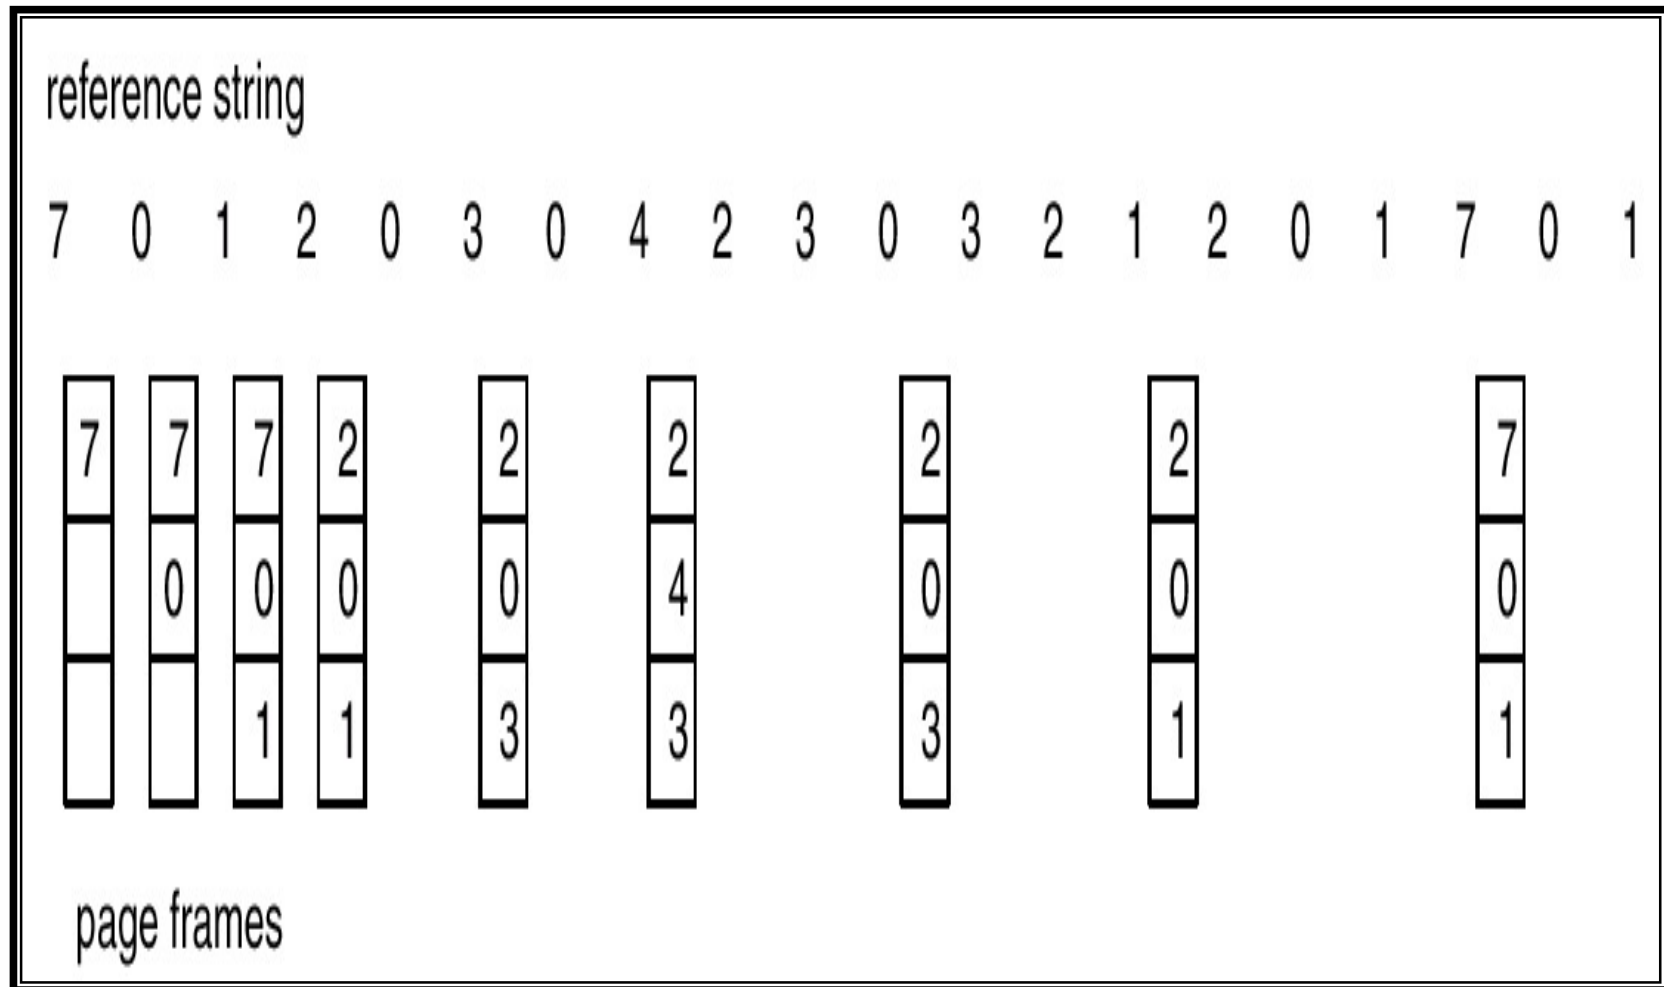 reference string
7 0 1 2 0 3 0 4 2 3 0 3 2 1 2 0 1 7 0 1
7 7 7 2 2 2 2 2 7
0 0 0 0 4 0 0 0
1 1 3 3 3 1 1
page frames